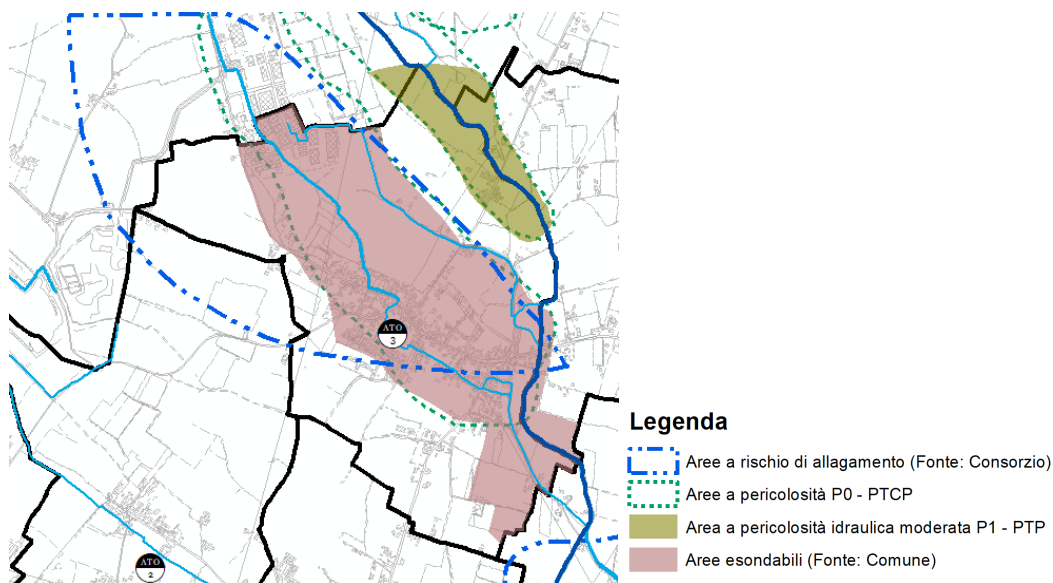 ATO
3
ATO
2
Legenda
Aree a rischio di allagamento (Fonte: Consorzio)
Aree a pericolosità P0 - PTCP
Area a pericolosità idraulica moderata P1 - PTP
Aree esondabili (Fonte: Comune)